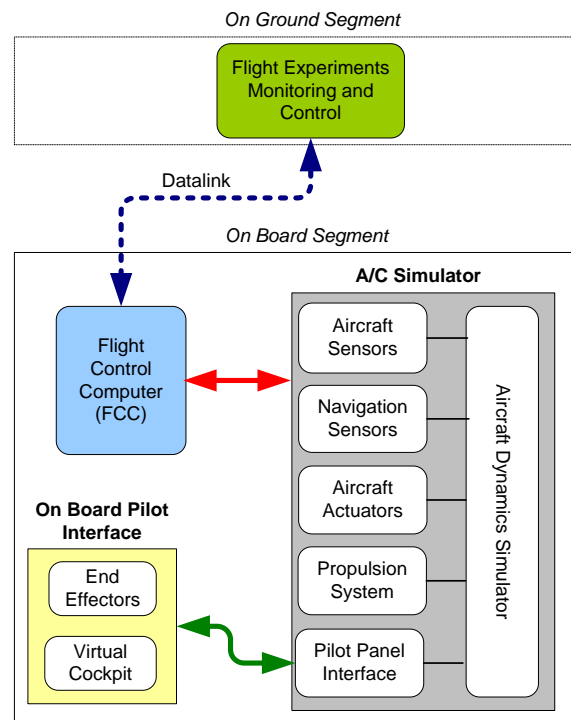 On Ground Segment
Flight Experiments
Monitoring and
Control
Datalink
On Board Segment
A/C Simulator
Flight
Control
Computer
(FCC)
Aircraft
Sensors
Navigation
Sensors
Aircraft
Actuators
Propulsion
System
Pilot Panel
Interface
Aircraft Dynamics Simulator
On Board Pilot
Interface
End
Effectors
Virtual
Cockpit